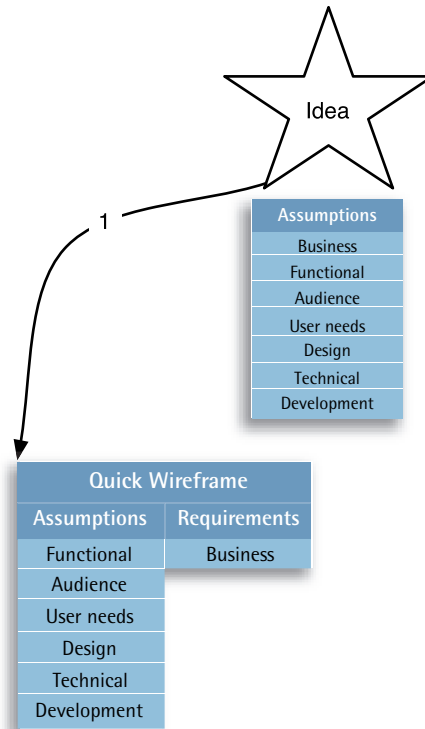 Idea
1
Assumptions
Business
Functional
Audience
User needs
Design
Technical
Development
Quick Wireframe
Assumptions Requirements
Functional Business
Audience
User needs
Design
Technical
Development